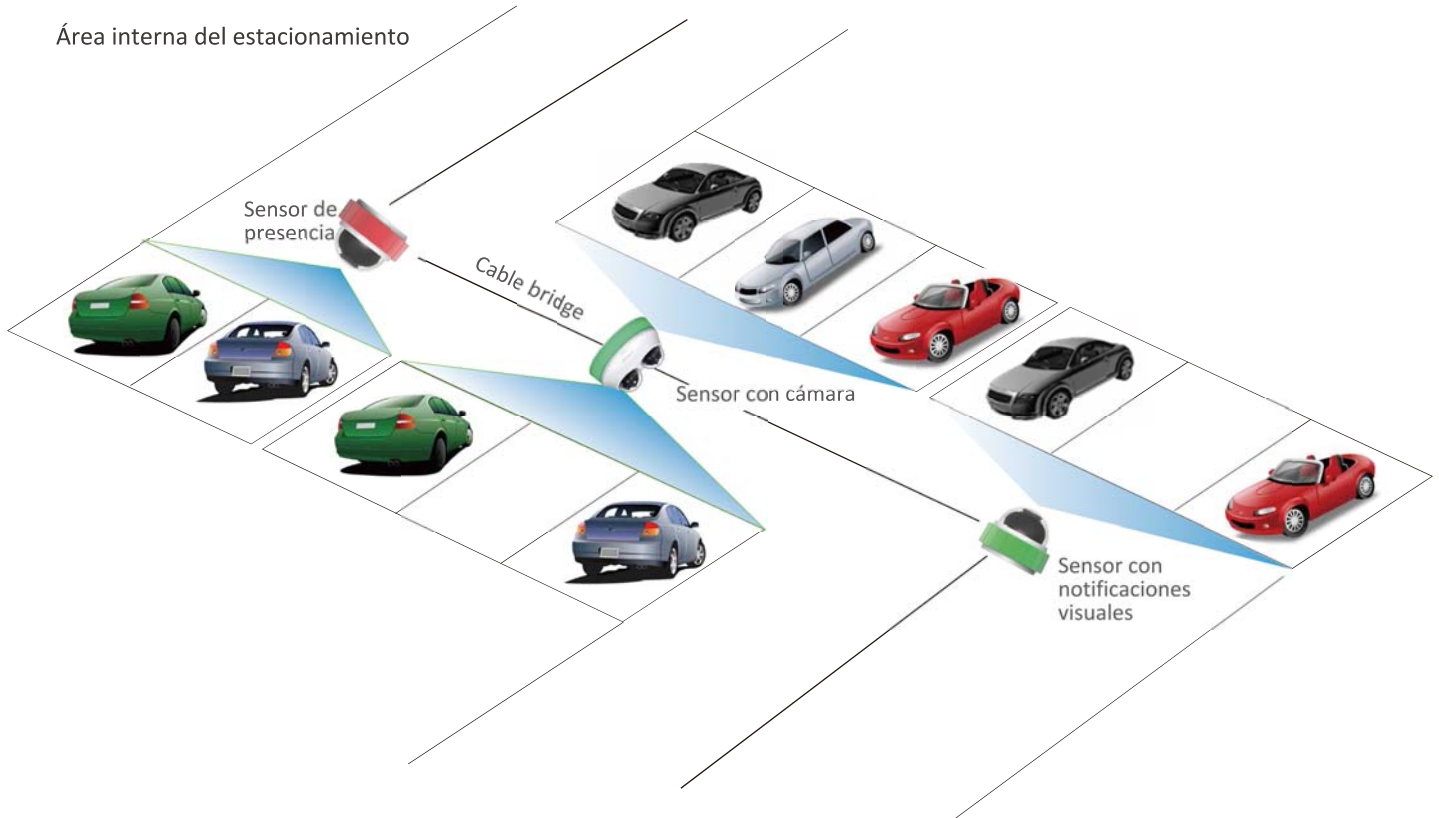 Área interna del estacionamiento
Sensor de
presencia
Cable bridge
Sensor con cámara
Sensor con
notificaciones
visuales